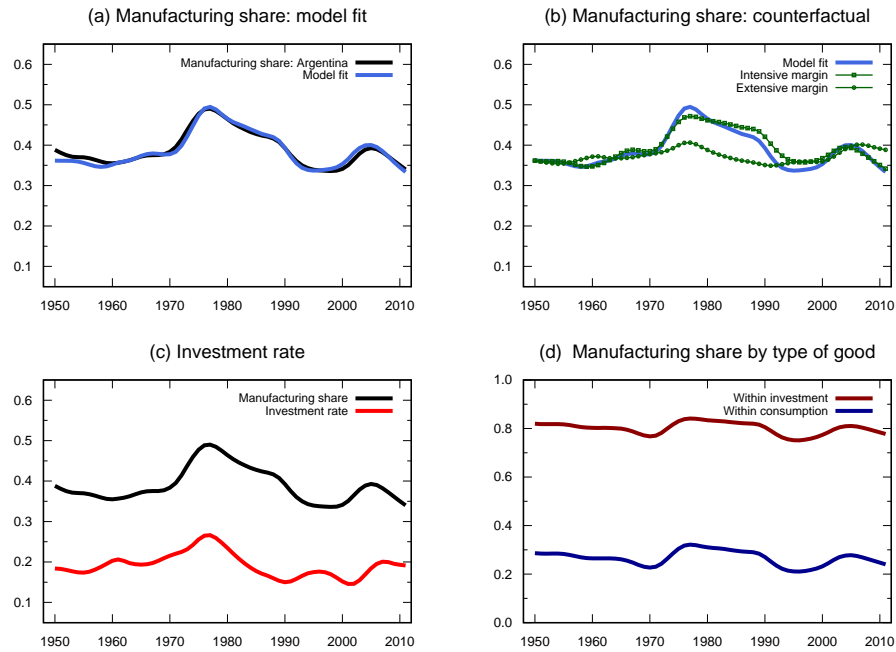 (a) Manufacturing share: model fit
0.6
0.5
0.4
0.3
0.2
0.1
Manufacturing share: Argentina
Model fit
1950 1960 1970 1980 1990 2000 2010
(b) Manufacturing share: counterfactual
0.6
0.5
0.4
0.3
0.2
0.1
Model fit
Intensive margin
Extensive margin
1950 1960 1970 1980 1990 2000 2010
(c) Investment rate
0.6
0.5
0.4
0.3
0.2
0.1
Manufacturing share
Investment rate
1950 1960 1970 1980 1990 2000 2010
(d) Manufacturing share by type of good
1.0
0.8
0.6
0.4
0.2
0.0
Within investment
Within consumption
1950 1960 1970 1980 1990 2000 2010